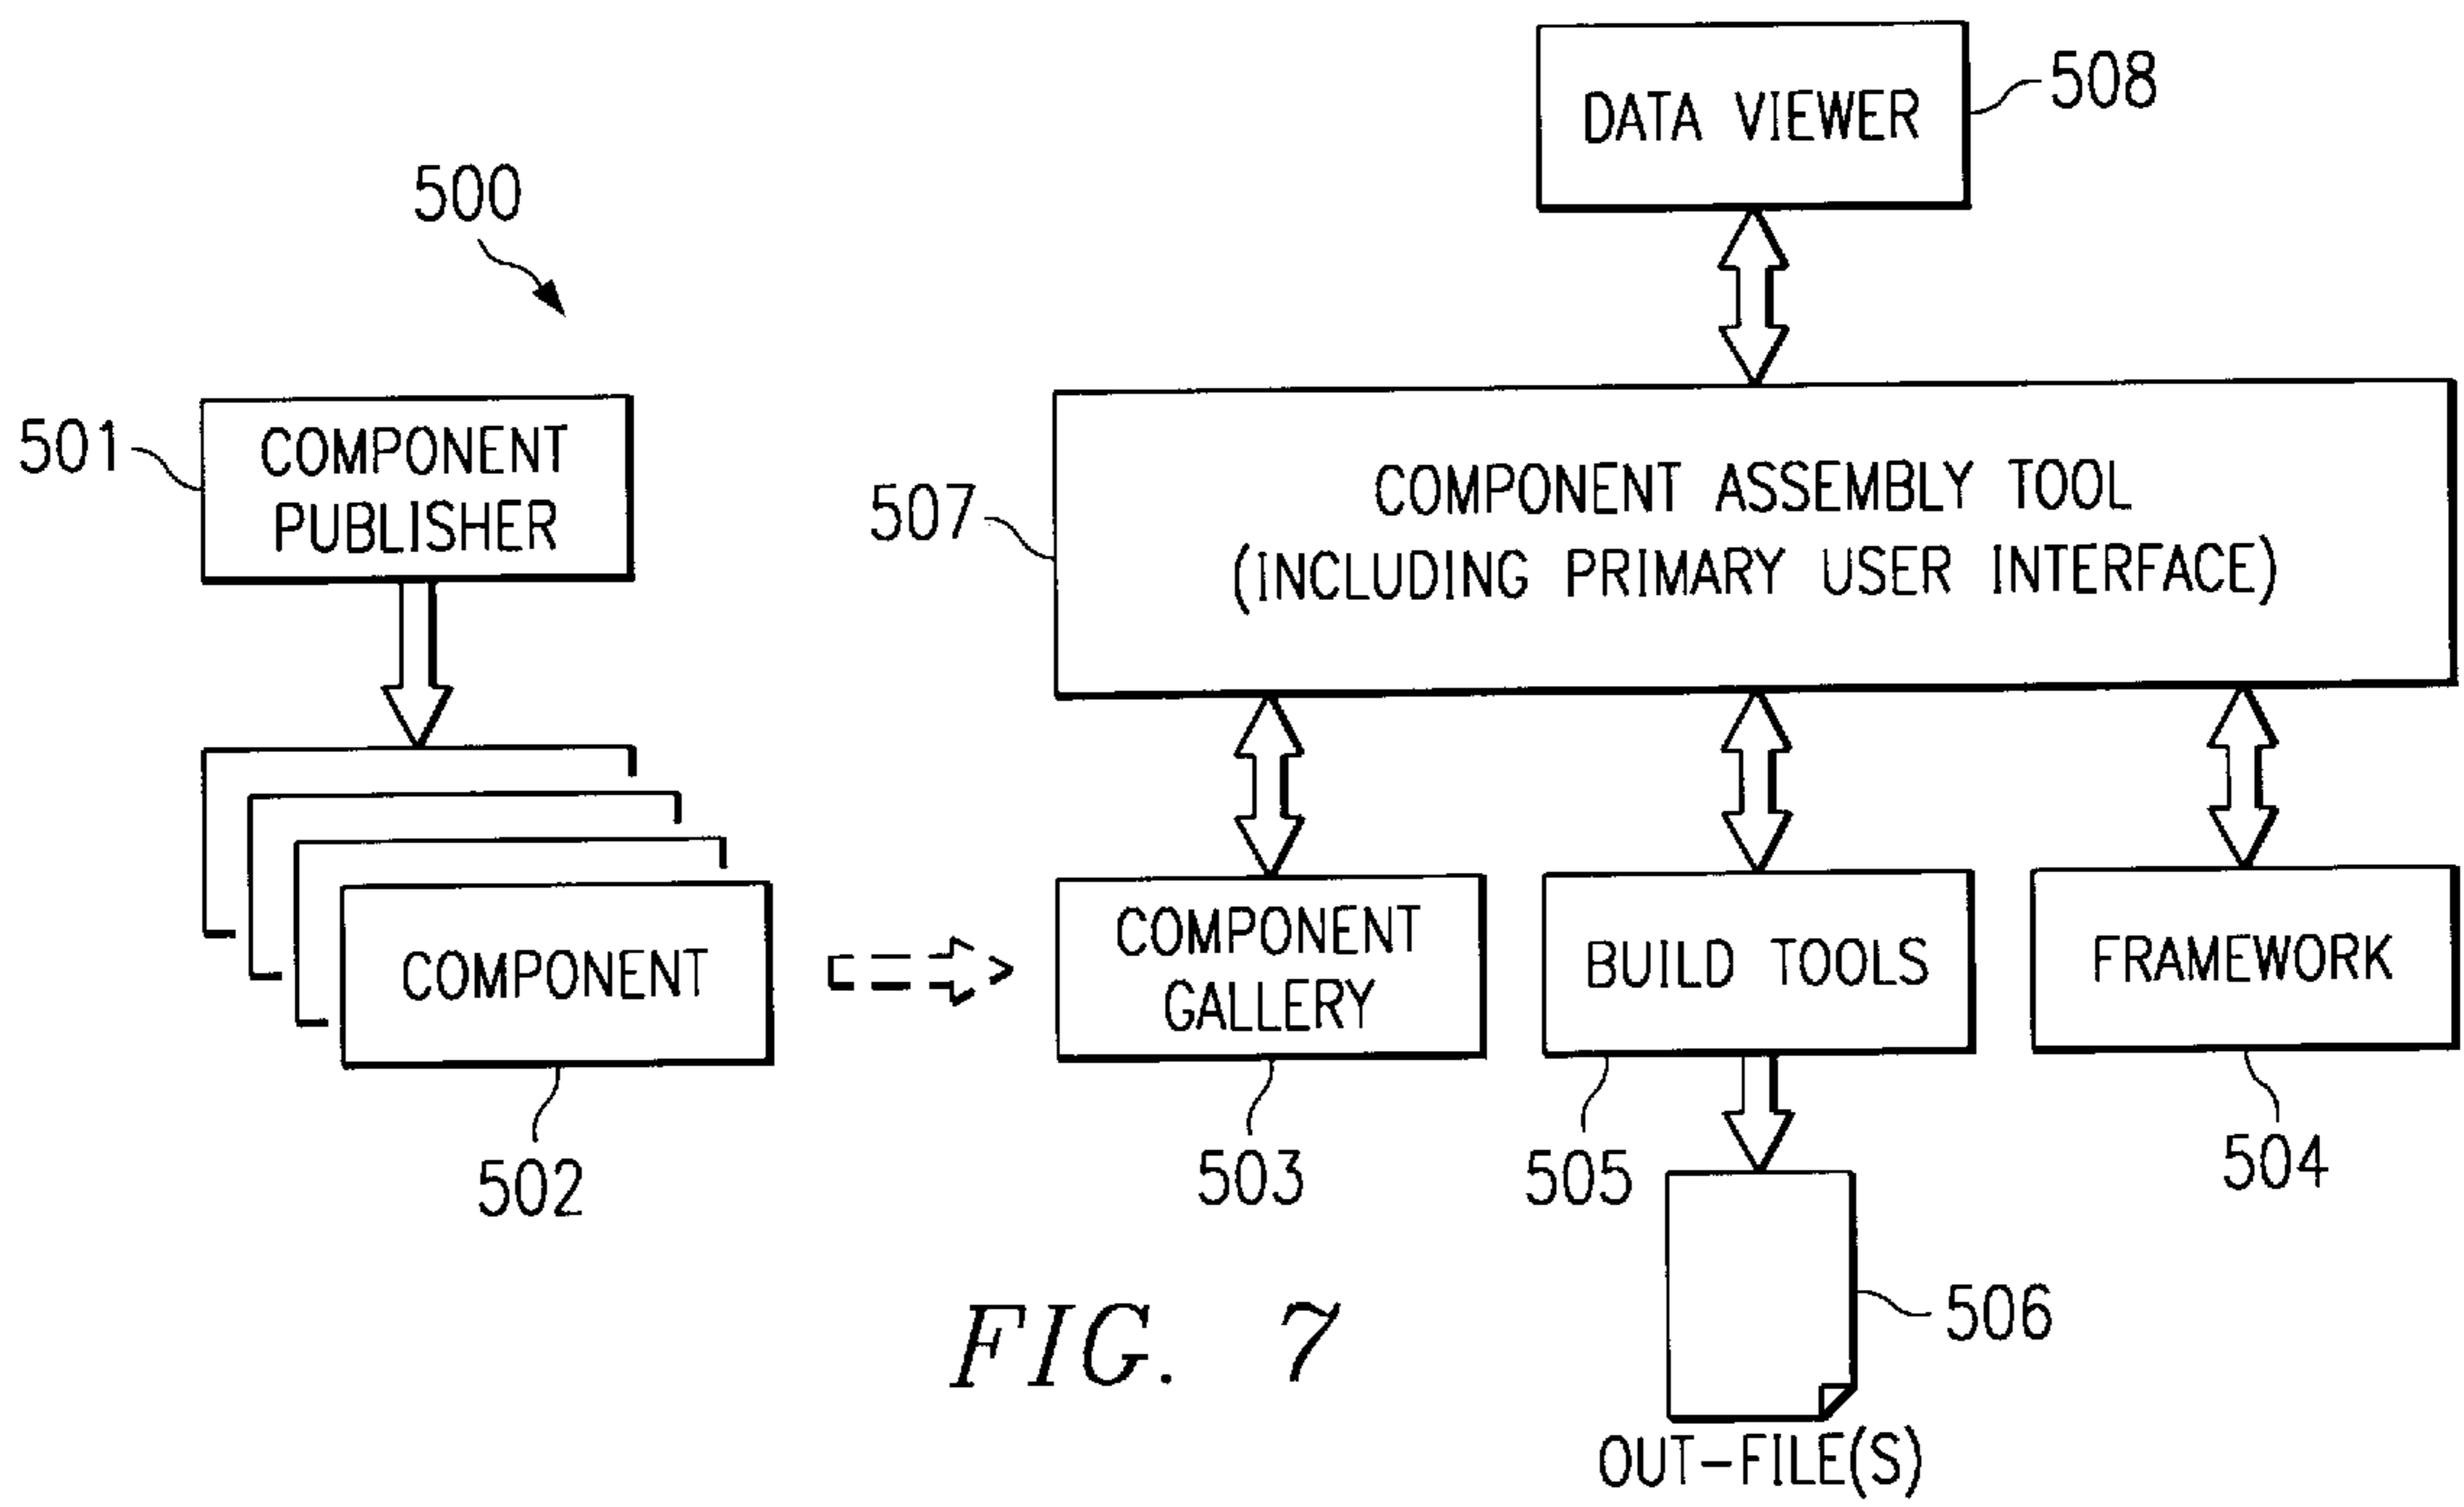 DATA VIEWER
508
500
501
COMPONENT
PUBLISHER
507
COMPONENT ASSEMBLY TOOL
(INCLUDING PRIMARY USER INTERFACE)
COMPONENT
502
COMPONENT
GALLERY
503
BUILD TOOLS
505
FRAMEWORK
504
506
OUT-FILE(S)
FIG. 7